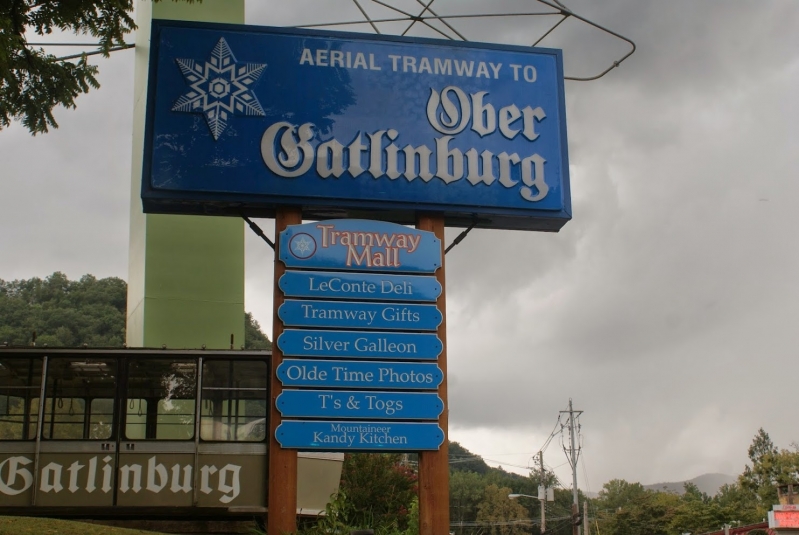 AERIAL TRAMWAY TO
Ober
Gatlinburg
Tramway
Mall
LeConte Deli
Tramway Gifts
Silver Galleon
Olde Time Photos
T's & Togs
Mountaineer
Kandy Kitchen
Gatlinburg